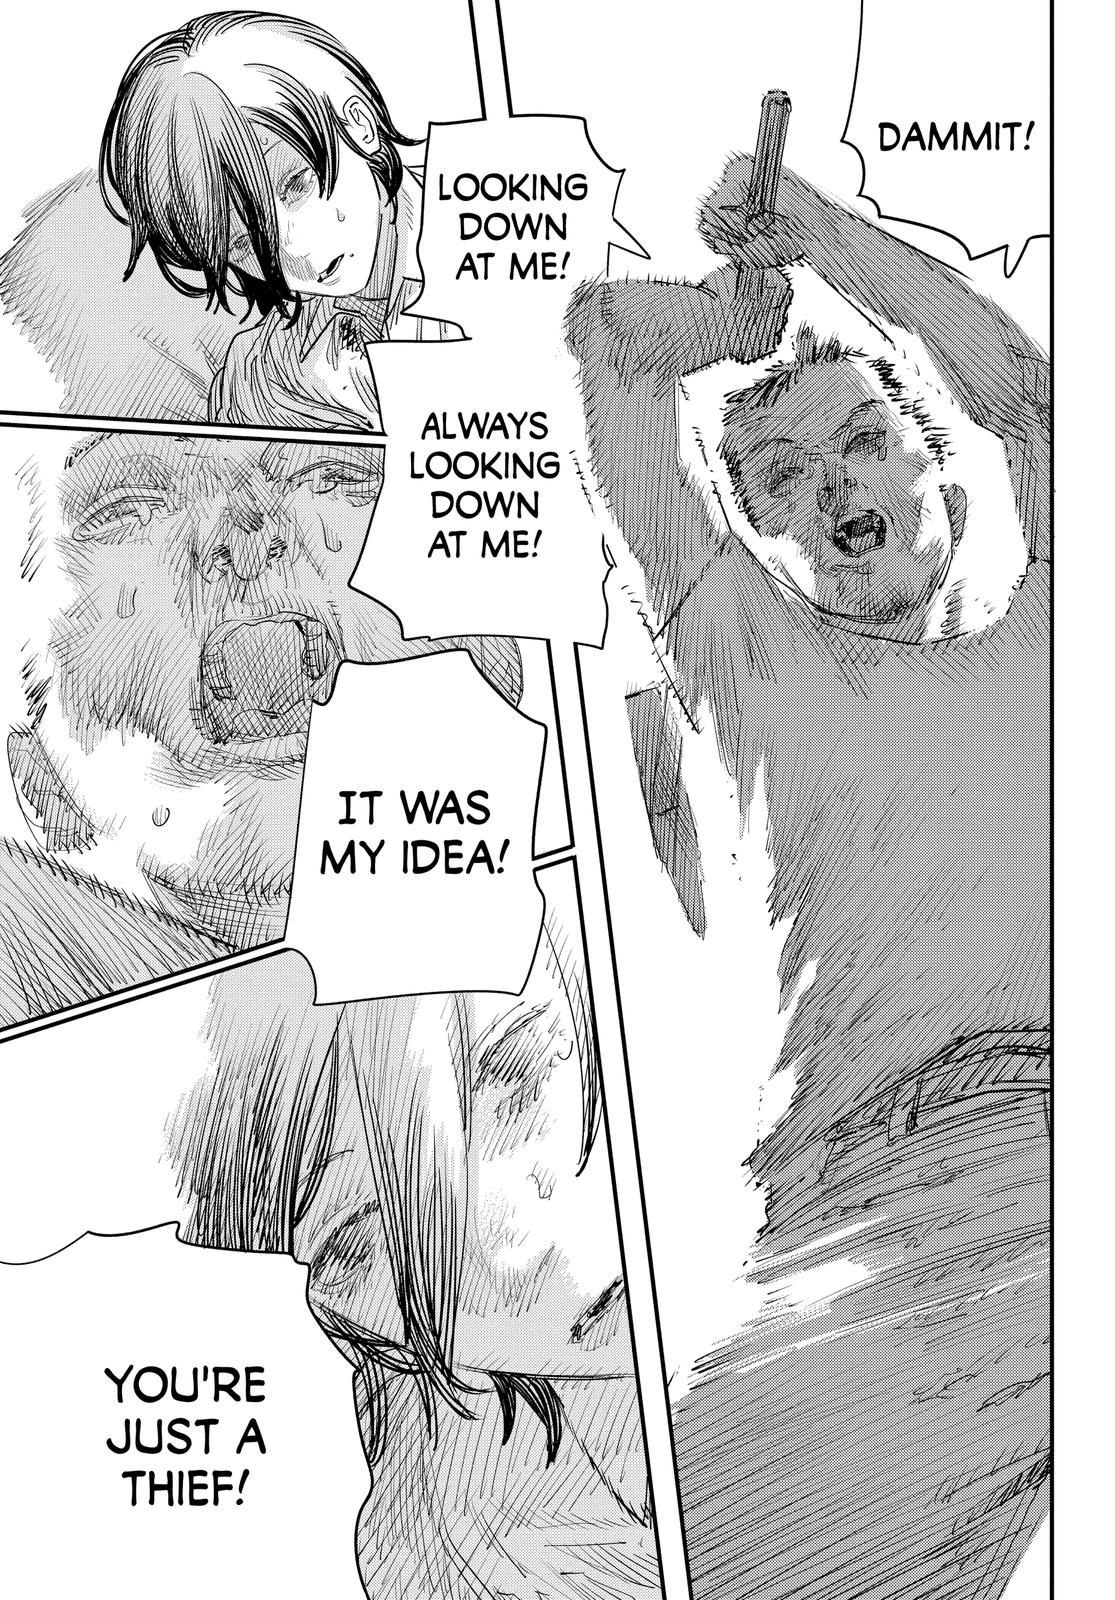 DAMMIT!
LOOKING
DOWN
AT ME!
ALWAYS
LOOKING
DOWN
AT ME!
IT WAS
MY IDEA!
YOU'RE
JUST A
THIEF!